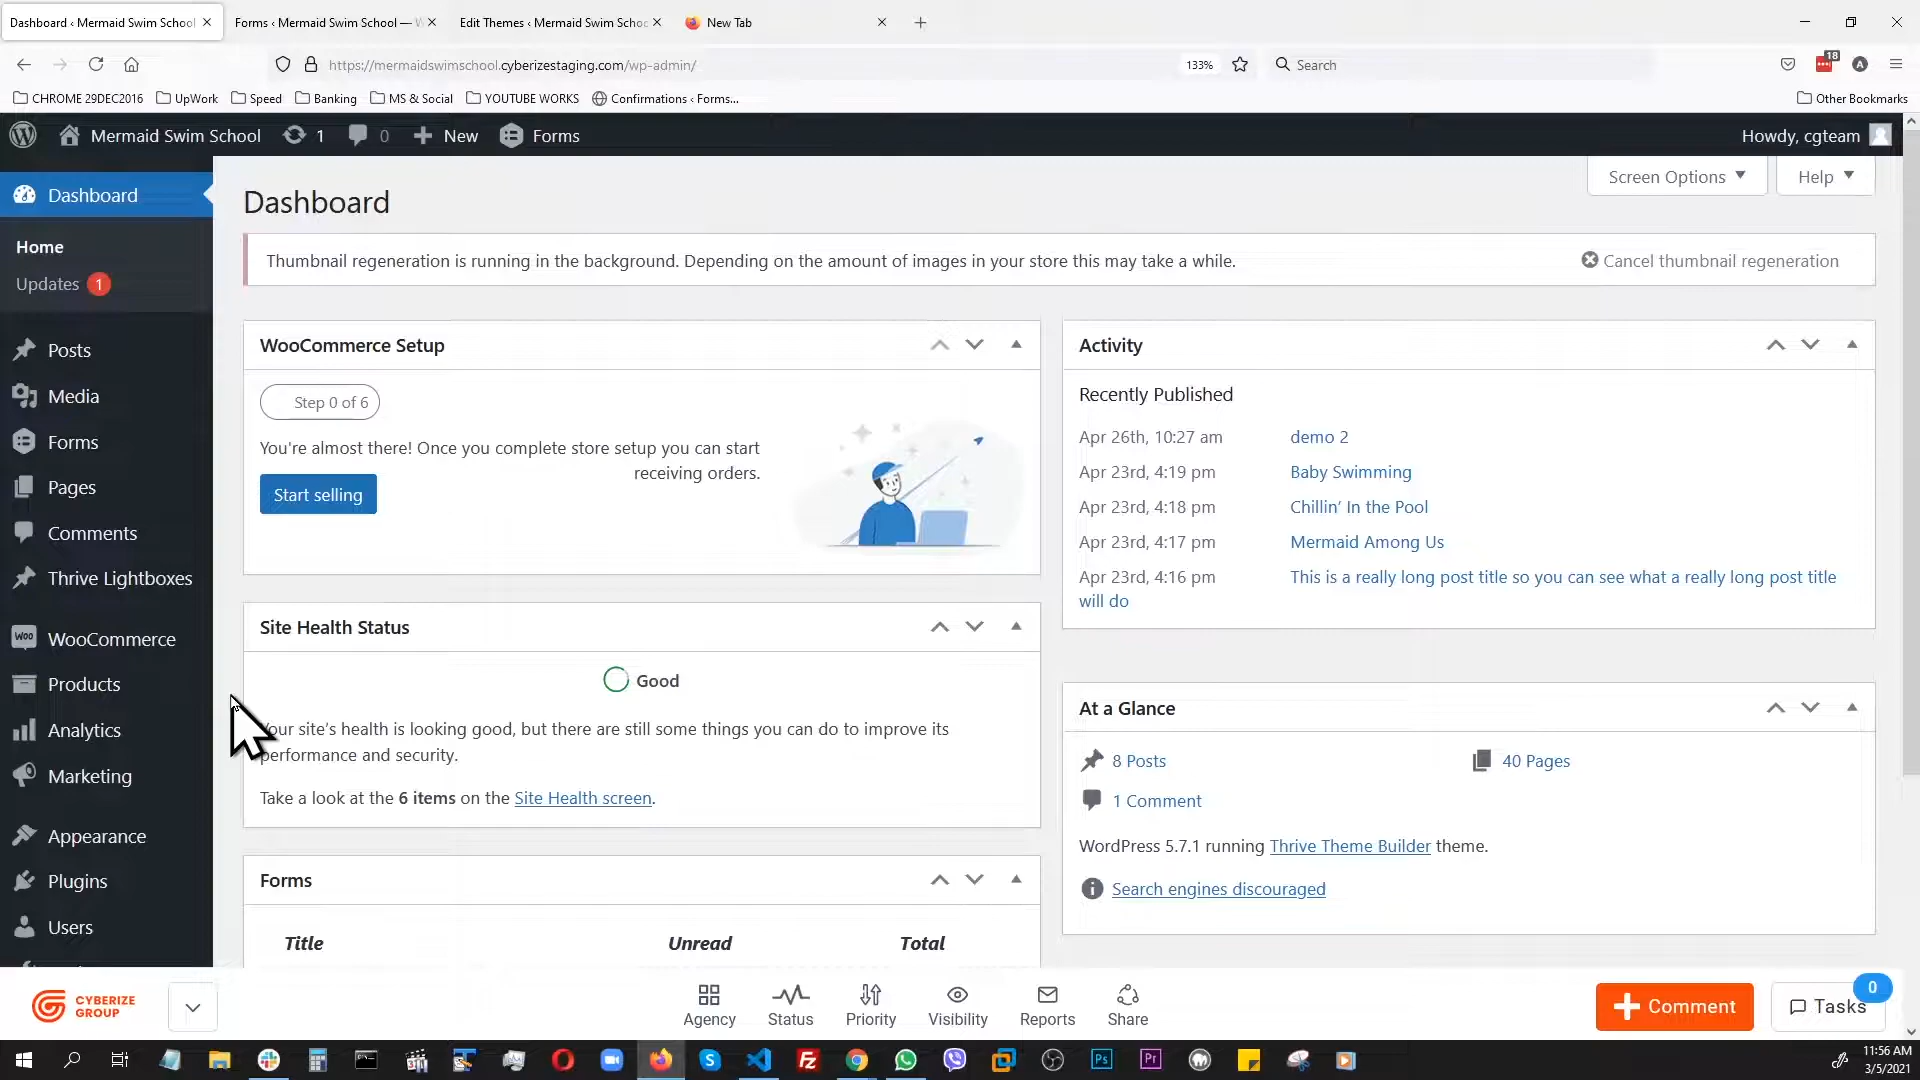 Dashboard ‹ Mermaid Swim School
Forms ‹ Mermaid Swim School — W
Edit Themes ‹ Mermaid Swim Schoo
New Tab
https://mermaidswimschool.cyberizestaging.com/wp-admin/
133%
Search
18
A
CHROME 29DEC2016
UpWork
Speed
Banking
MS & Social
YOUTUBE WORKS
Confirmations ‹ Forms...
Other Bookmarks
Mermaid Swim School
1
0
New
Forms
Howdy, cgteam
Dashboard
Home
Updates 1
Posts
Media
Forms
Pages
Comments
Thrive Lightboxes
WooCommerce
Products
Analytics
Marketing
Appearance
Plugins
Users
Screen Options
Help
Dashboard
Thumbnail regeneration is running in the background. Depending on the amount of images in your store this may take a while.
Cancel thumbnail regeneration
WooCommerce Setup
Step 0 of 6
You're almost there! Once you complete store setup you can start
receiving orders.
Start selling
Site Health Status
Good
Your site's health is looking good, but there are still some things you can do to improve its
performance and security.
Take a look at the 6 items on the Site Health screen.
Forms
Title Unread Total
Activity
Recently Published
Apr 26th, 10:27 am demo 2
Apr 23rd, 4:19 pm Baby Swimming
Apr 23rd, 4:18 pm Chillin' In the Pool
Apr 23rd, 4:17 pm Mermaid Among Us
Apr 23rd, 4:16 pm This is a really long post title so you can see what a really long post title
will do
At a Glance
8 Posts
40 Pages
1 Comment
WordPress 5.7.1 running Thrive Theme Builder theme.
Search engines discouraged
CYBERIZE
GROUP
Agency
Status
Priority
Visibility
Reports
Share
Comment
Tasks
0
11:56 AM
3/5/2021